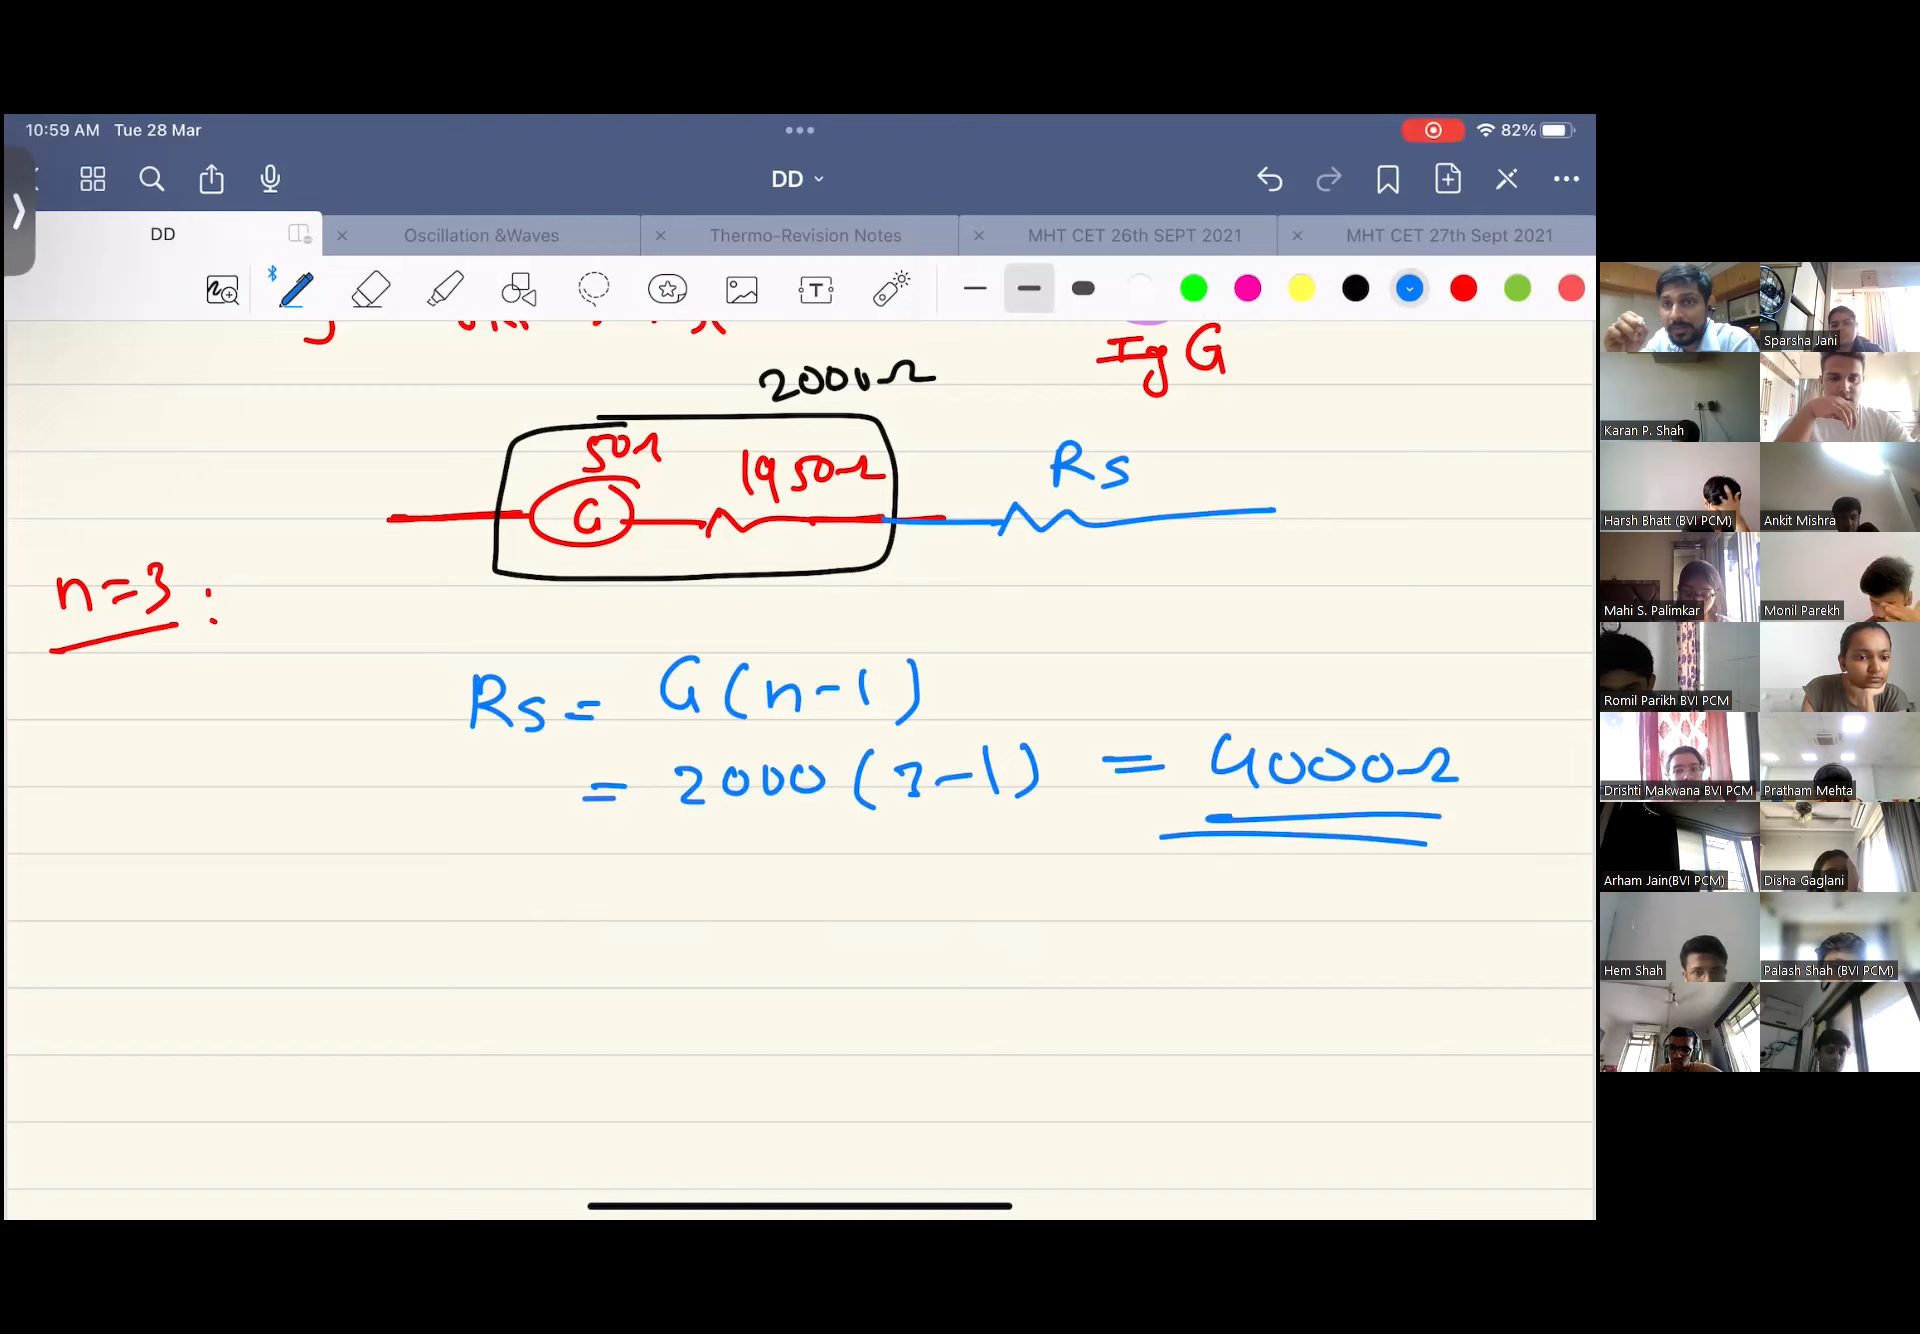 10:59 AM Tue 28 Mar
82%
DD
DD
Oscillation &Waves
Thermo-Revision Notes
MHT CET 26th SEPT 2021
MHT CET 27th Sept 2021
Ig G
2000Ω
50Ω
1950Ω
G
Rs
n=3 :
Rs = G(n-1)
= 2000(3-1) = 4000Ω
Sparsha Jani
Karan P. Shah
Harsh Bhatt (BVI PCM)
Ankit Mishra
Mahi S. Palimkar
Monil Parekh
Romil Parikh BVI PCM
Drishti Makwana BVI PCM
Pratham Mehta
Arham Jain(BVI PCM)
Disha Gaglani
Hem Shah
Palash Shah (BVI PCM)